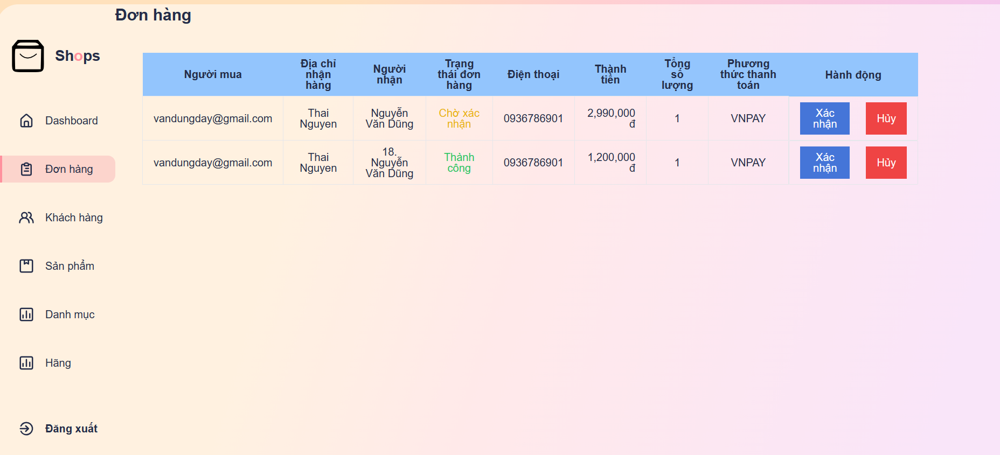 Đơn hàng
Shops
Dashboard
Đơn hàng
Khách hàng
Sản phẩm
Danh mục
Hãng
Đăng xuất
Người mua
Địa chỉ
nhận
hàng
Người
nhận
Trạng
thái đơn
hàng
Điện thoại
Thành
tiền
Tổng
số
lượng
Phương
thức thanh
toán
Hành động
vandungday@gmail.com
Thai
Nguyen
Nguyễn
Văn Dũng
Chờ xác
nhận
0936786901
2,990,000
đ
1
VNPAY
Xác
nhận
Hủy
vandungday@gmail.com
Thai
Nguyen
18.
Nguyễn
Văn Dũng
Thành
công
0936786901
1,200,000
đ
1
VNPAY
Xác
nhận
Hủy